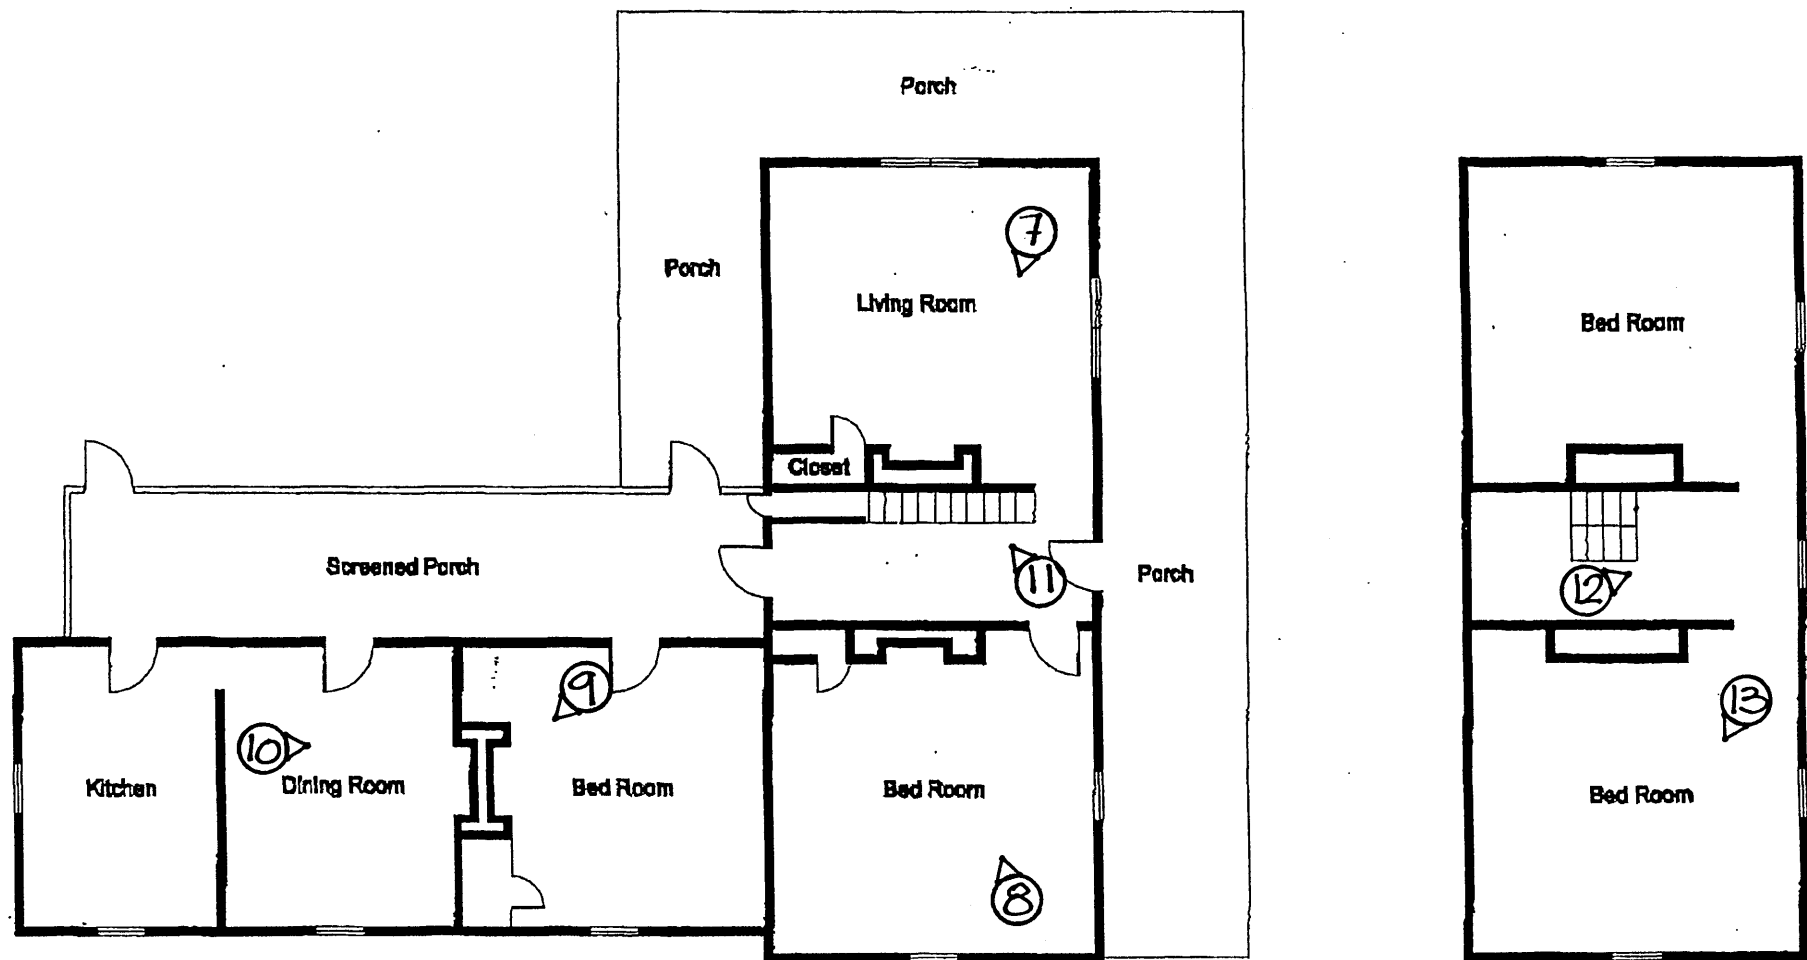 Porch
Porch
7
Living Room
Bed Room
Closet
Screened Porch
11
Porch
12
9
10
13
Kitchen
Dining Room
Bed Room
Bed Room
Bed Room
8